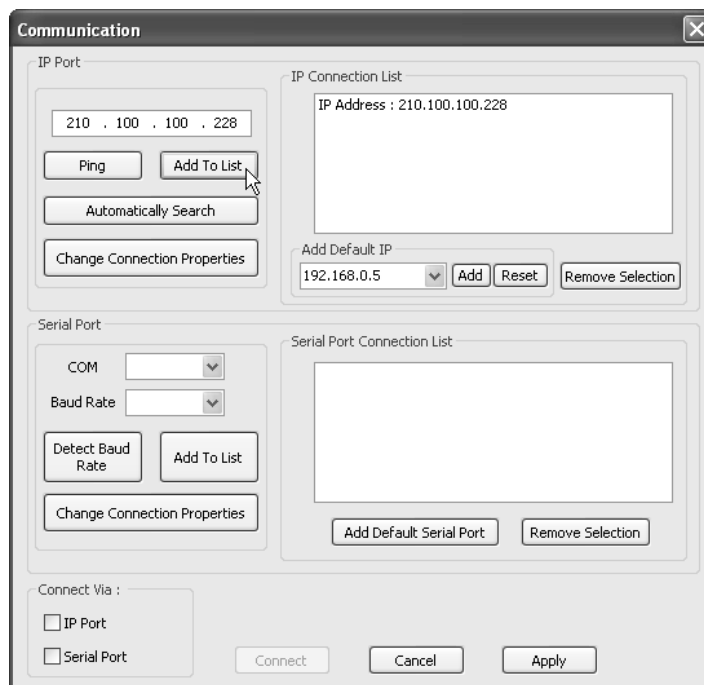 Communication
IP Port
210 . 100 . 100 . 228
Ping
Add To List
Automatically Search
Change Connection Properties
IP Connection List
IP Address : 210.100.100.228
Add Default IP
192.168.0.5
Add
Reset
Remove Selection
Serial Port
COM
Baud Rate
Detect Baud
Rate
Add To List
Change Connection Properties
Serial Port Connection List
Add Default Serial Port
Remove Selection
Connect Via :
IP Port
Serial Port
Connect
Cancel
Apply